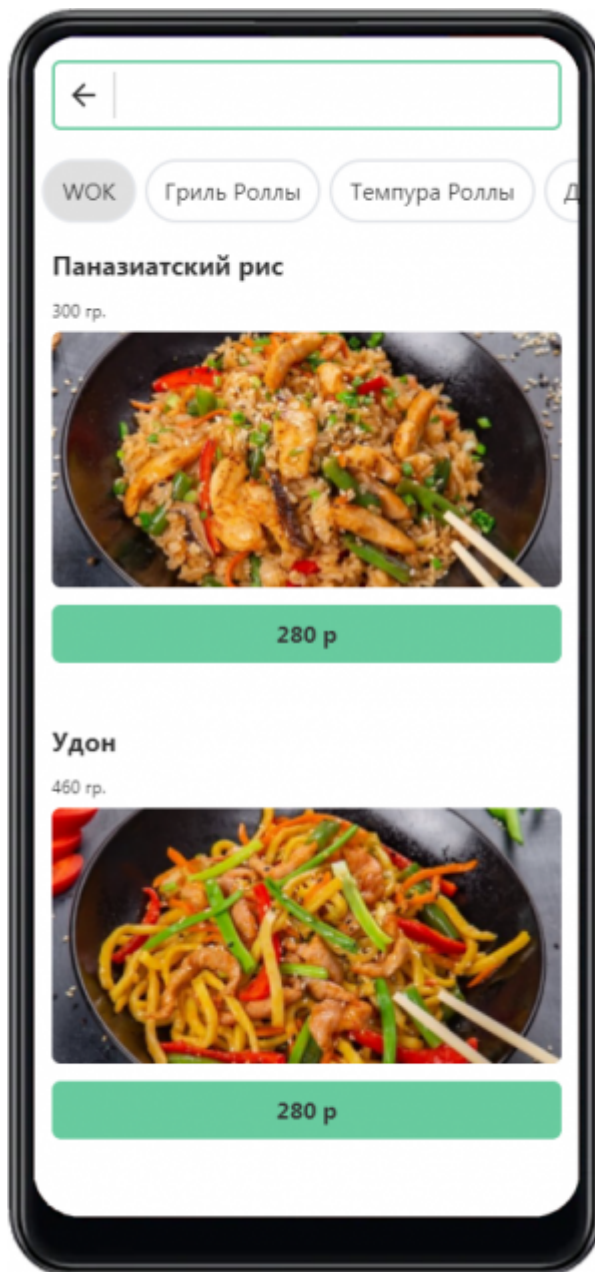 WOK Гриль Роллы Темпура Роллы Д
Паназиатский рис
300 гр.
280 р
Удон
460 гр.
280 р